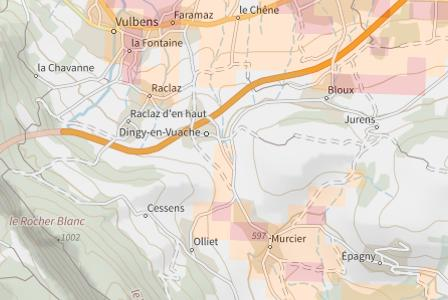 le Chêne
Faramaz
Vulbens
la Fontaine
la Chavanne
Raclaz
Bloux
Raclaz d'en haut
Jurens
Dingy-en-Vuache
Cessens
le Rocher Blanc
1002
Olliet
597
Murcier
Épagny